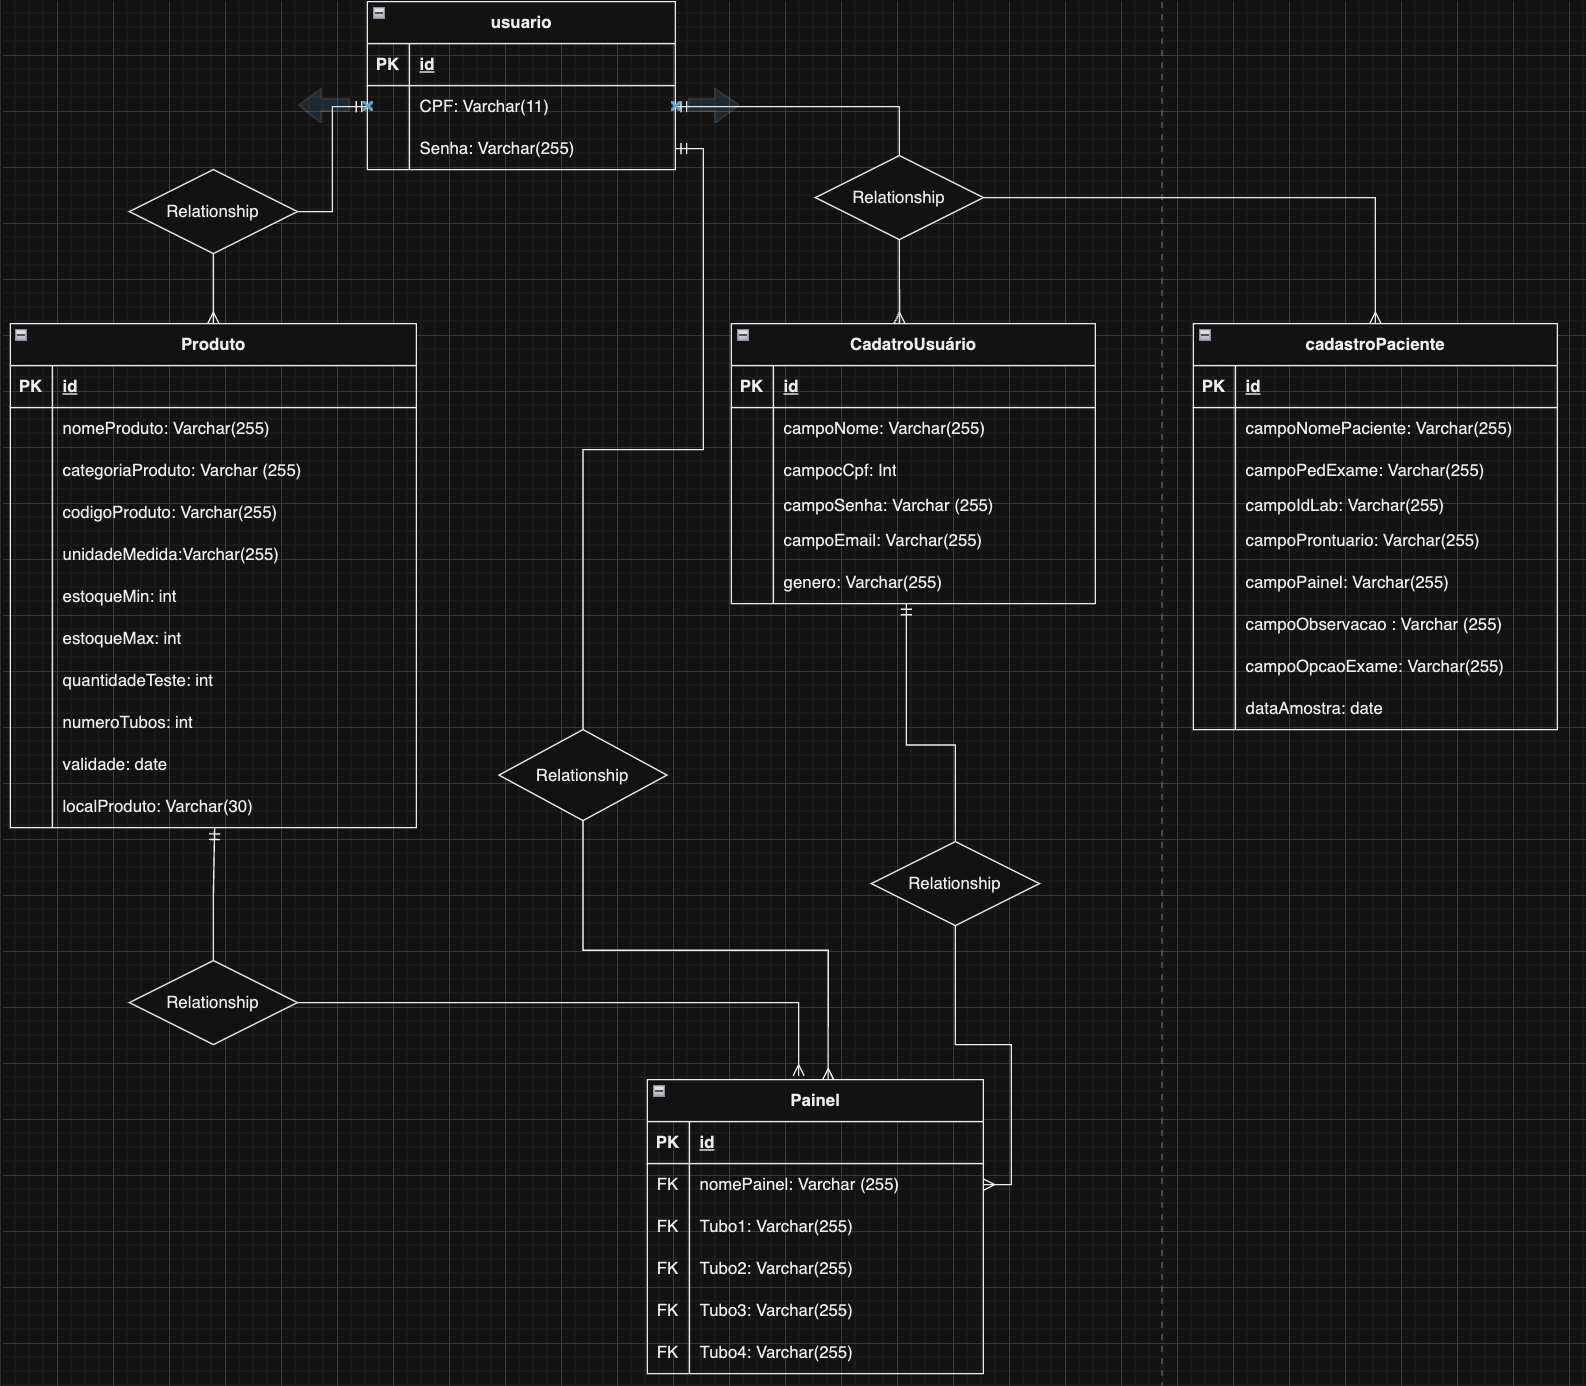 usuario
PK id
CPF: Varchar(11)
Senha: Varchar(255)
Relationship
Relationship
Produto
PK id
nomeProduto: Varchar(255)
categoriaProduto: Varchar (255)
codigoProduto: Varchar(255)
unidadeMedida:Varchar(255)
estoqueMin: int
estoqueMax: int
quantidadeTeste: int
numeroTubos: int
validade: date
localProduto: Varchar(30)
CadatroUsuário
PK id
campoNome: Varchar(255)
campocCpf: Int
campoSenha: Varchar (255)
campoEmail: Varchar(255)
genero: Varchar(255)
cadastroPaciente
PK id
campoNomePaciente: Varchar(255)
campoPedExame: Varchar(255)
campoIdLab: Varchar(255)
campoProntuario: Varchar(255)
campoPainel: Varchar(255)
campoObservacao : Varchar (255)
campoOpcaoExame: Varchar(255)
dataAmostra: date
Relationship
Relationship
Relationship
Painel
PK id
FK nomePainel: Varchar (255)
FK Tubo1: Varchar(255)
FK Tubo2: Varchar(255)
FK Tubo3: Varchar(255)
FK Tubo4: Varchar(255)